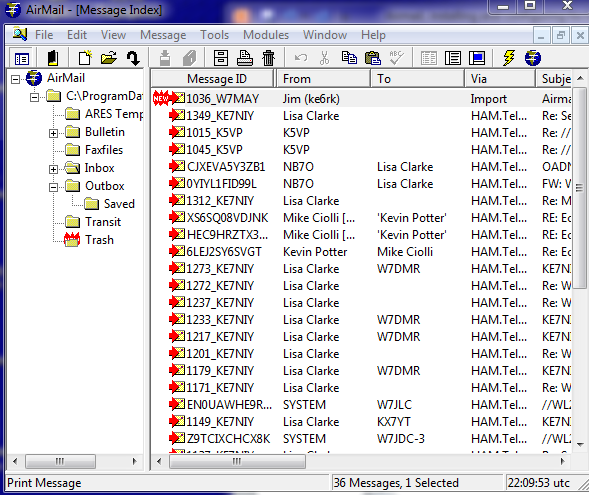 AirMail - [Message Index]
File Edit View Message Tools Modules Window Help
AirMail
C:\ProgramDat
ARES Temp
Bulletin
Faxfiles
Inbox
Outbox
Saved
Transit
Trash
Message ID From To Via Subje
NEW 1036_W7MAY Jim (ke6rk) Import Airma
1349_KE7NIY Lisa Clarke HAM.Tel... Re: Se
1015_K5VP K5VP HAM.Tel... Re: //
1045_K5VP K5VP HAM.Tel... Re: //
CJXEVA5Y3ZB1 NB7O Lisa Clarke HAM.Tel... OADN
0YIYL1FID99L NB7O Lisa Clarke HAM.Tel... FW: W
1312_KE7NIY Lisa Clarke HAM.Tel... Re: M
XS6SQ08VDJNK Mike Ciolli [... 'Kevin Potter' HAM.Tel... RE: Ec
HEC9HRZTX3... Mike Ciolli [... 'Kevin Potter' HAM.Tel... RE: Ec
6LEJ2SY6SVGT Kevin Potter Mike Ciolli HAM.Tel... Re: Ec
1273_KE7NIY Lisa Clarke W7DMR HAM.Tel... KE7NI
1272_KE7NIY Lisa Clarke HAM.Tel... Re: W
1237_KE7NIY Lisa Clarke HAM.Tel... Re: W
1233_KE7NIY Lisa Clarke W7DMR HAM.Tel... KE7NI
1217_KE7NIY Lisa Clarke W7DMR HAM.Tel... KE7NI
1201_KE7NIY Lisa Clarke HAM.Tel... Re: W
1179_KE7NIY Lisa Clarke W7DMR HAM.Tel... KE7NI
1171_KE7NIY Lisa Clarke HAM.Tel... Re: W
EN0UAWHE9R... SYSTEM W7JLC HAM.Tel... //WL2
1149_KE7NIY Lisa Clarke KX7YT HAM.Tel... KE7NI
Z9TCIXCHCX8K SYSTEM W7JDC-3 HAM.Tel... //WL2
Print Message 36 Messages, 1 Selected 22:09:53 utc